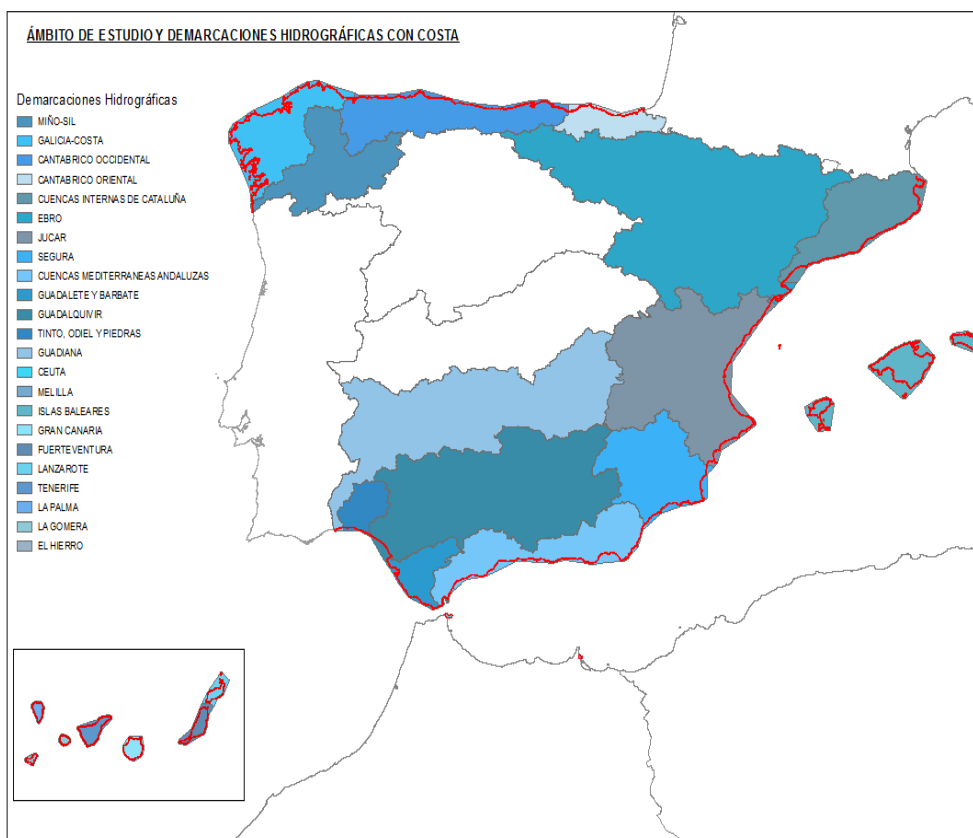 ÁMBITO DE ESTUDIO Y DEMARCACIONES HIDROGRÁFICAS CON COSTA
Demarcaciones Hidrográficas
MIÑO-SIL
GALICIA-COSTA
CANTABRICO OCCIDENTAL
CANTABRICO ORIENTAL
CUENCAS INTERNAS DE CATALUÑA
EBRO
JUCAR
SEGURA
CUENCAS MEDITERRANEAS ANDALUZAS
GUADALETE Y BARBATE
GUADALQUIVIR
TINTO, ODIEL Y PIEDRAS
GUADIANA
CEUTA
MELILLA
ISLAS BALEARES
GRAN CANARIA
FUERTEVENTURA
LANZAROTE
TENERIFE
LA PALMA
LA GOMERA
EL HIERRO